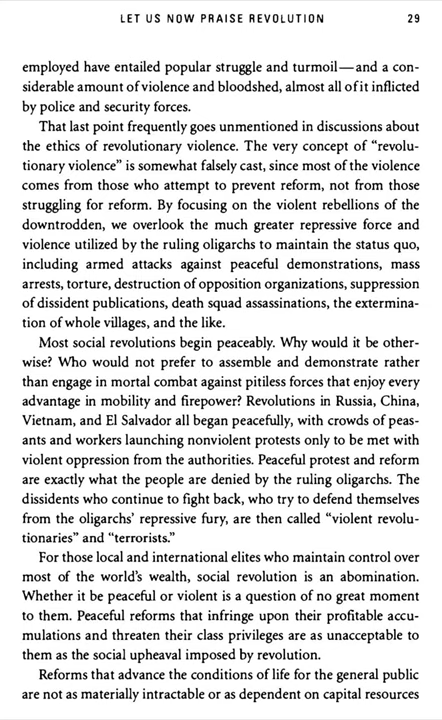 LET US NOW PRAISE REVOLUTION 29
employed have entailed popular struggle and turmoil—and a con-
siderable amount of violence and bloodshed, almost all of it inflicted
by police and security forces.
That last point frequently goes unmentioned in discussions about
the ethics of revolutionary violence. The very concept of “revolu-
tionary violence” is somewhat falsely cast, since most of the violence
comes from those who attempt to prevent reform, not from those
struggling for reform. By focusing on the violent rebellions of the
downtrodden, we overlook the much greater repressive force and
violence utilized by the ruling oligarchs to maintain the status quo,
including armed attacks against peaceful demonstrations, mass
arrests, torture, destruction of opposition organizations, suppression
of dissident publications, death squad assassinations, the extermina-
tion of whole villages, and the like.
Most social revolutions begin peaceably. Why would it be other-
wise? Who would not prefer to assemble and demonstrate rather
than engage in mortal combat against pitiless forces that enjoy every
advantage in mobility and firepower? Revolutions in Russia, China,
Vietnam, and El Salvador all began peacefully, with crowds of peas-
ants and workers launching nonviolent protests only to be met with
violent oppression from the authorities. Peaceful protest and reform
are exactly what the people are denied by the ruling oligarchs. The
dissidents who continue to fight back, who try to defend themselves
from the oligarchs’ repressive fury, are then called “violent revolu-
tionaries” and “terrorists.”
For those local and international elites who maintain control over
most of the world’s wealth, social revolution is an abomination.
Whether it be peaceful or violent is a question of no great moment
to them. Peaceful reforms that infringe upon their profitable accu-
mulations and threaten their class privileges are as unacceptable to
them as the social upheaval imposed by revolution.
Reforms that advance the conditions of life for the general public
are not as materially intractable or as dependent on capital resources